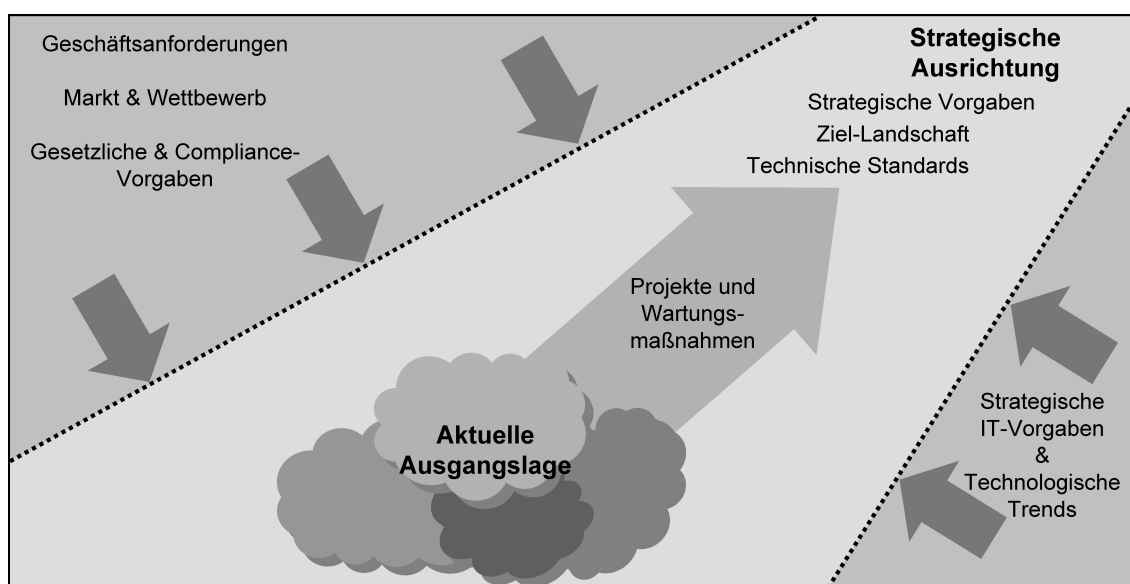 Geschäftsanforderungen
Markt & Wettbewerb
Gesetzliche & Compliance-
Vorgaben
Strategische
Ausrichtung
Strategische Vorgaben
Ziel-Landschaft
Technische Standards
Projekte und
Wartungs-
maßnahmen
Aktuelle
Ausgangslage
Strategische
IT-Vorgaben
&
Technologische
Trends